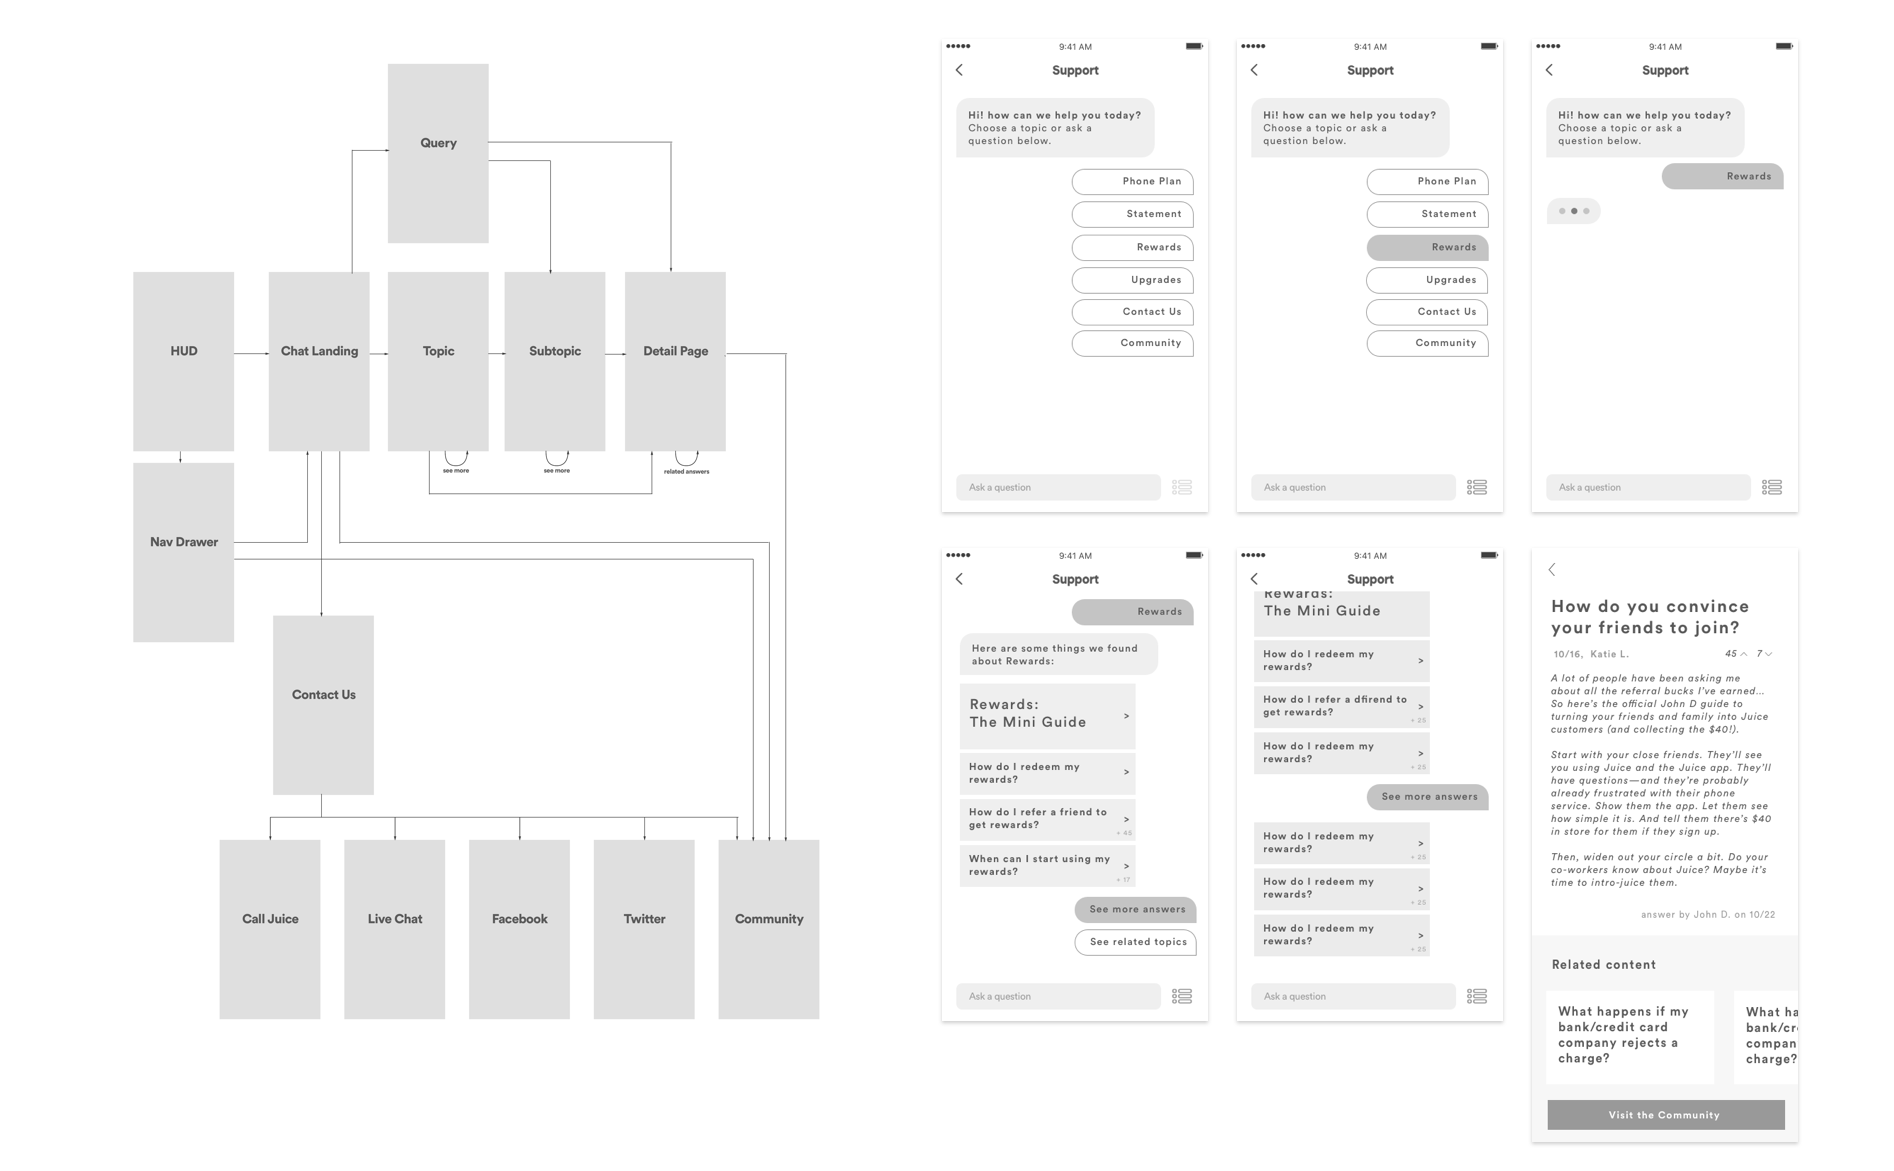 Query
HUD
Chat Landing
Topic
Subtopic
Detail Page
see more
see more
related answers
Nav Drawer
Contact Us
Call Juice
Live Chat
Facebook
Twitter
Community
9:41 AM
Support
Hi! how can we help you today?
Choose a topic or ask a
question below.
Phone Plan
Statement
Rewards
Upgrades
Contact Us
Community
Ask a question
9:41 AM
Support
Hi! how can we help you today?
Choose a topic or ask a
question below.
Phone Plan
Statement
Rewards
Upgrades
Contact Us
Community
Ask a question
9:41 AM
Support
Hi! how can we help you today?
Choose a topic or ask a
question below.
Rewards
Ask a question
9:41 AM
Support
Rewards
Here are some things we found
about Rewards:
Rewards:
The Mini Guide
>
How do I redeem my
rewards?
>
How do I refer a friend to
get rewards?
>
+ 45
When can I start using my
rewards?
>
+ 17
See more answers
See related topics
Ask a question
9:41 AM
Support
Rewards:
The Mini Guide
How do I redeem my
rewards?
>
How do I refer a dfirend to
get rewards?
>
+ 25
How do I redeem my
rewards?
>
+ 25
See more answers
How do I redeem my
rewards?
>
+ 25
How do I redeem my
rewards?
>
+ 25
How do I redeem my
rewards?
>
+ 25
Ask a question
How do you convince
your friends to join?
10/16, Katie L.
45 7
A lot of people have been asking me
about all the referral bucks I've earned...
So here's the official John D guide to
turning your friends and family into Juice
customers (and collecting the $40!).
Start with your close friends. They'll see
you using Juice and the Juice app. They'll
have questions—and they're probably
already frustrated with their phone
service. Show them the app. Let them see
how simple it is. And tell them there's $40
in store for them if they sign up.
Then, widen out your circle a bit. Do your
co-workers know about Juice? Maybe it's
time to intro-juice them.
answer by John D. on 10/22
Related content
What happens if my
bank/credit card
company rejects a
charge?
What ha
bank/cr
compan
charge?
Visit the Community